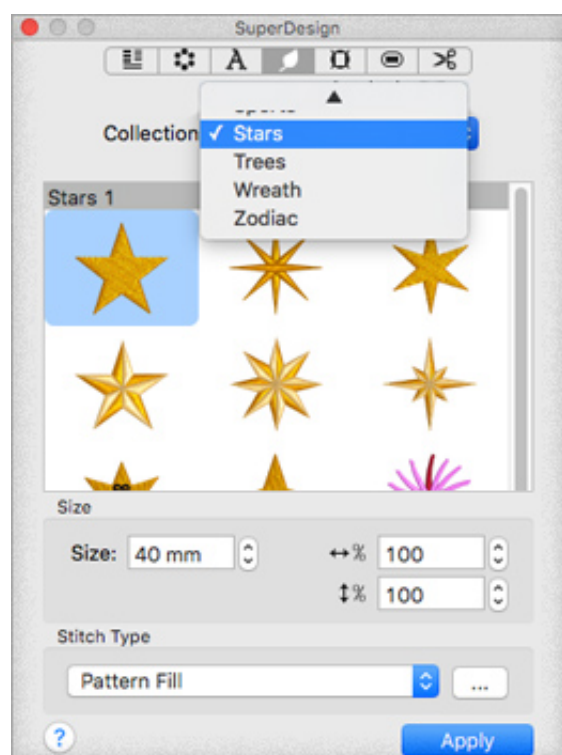 SuperDesign
A
Collection
✓ Stars
Trees
Wreath
Zodiac
Stars 1
Size
Size: 40 mm ↔% 100
↕% 100
Stitch Type
Pattern Fill ...
? Apply